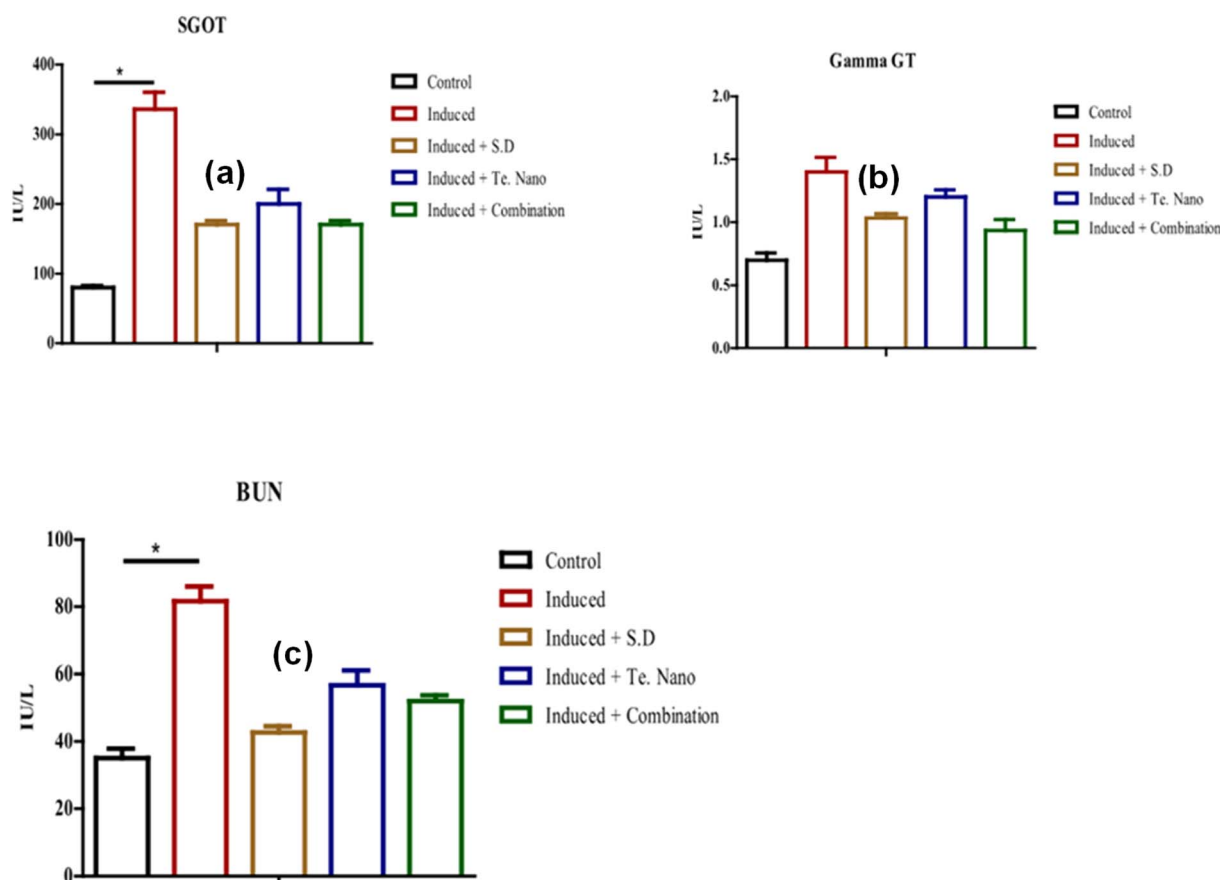 SGOT
400
300
200
100
0
IU/L
*
(a)
Control
Induced
Induced + S.D
Induced + Te. Nano
Induced + Combination
Gamma GT
2.0
1.5
1.0
0.5
0.0
IU/L
(b)
Control
Induced
Induced + S.D
Induced + Te. Nano
Induced + Combination
BUN
100
80
60
40
20
0
IU/L
*
(c)
Control
Induced
Induced + S.D
Induced + Te. Nano
Induced + Combination